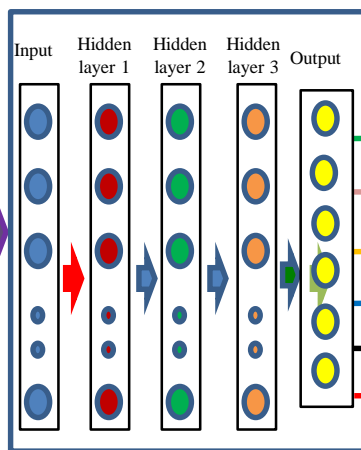 Input
Hidden
layer 1
Hidden
layer 2
Hidden
layer 3
Output